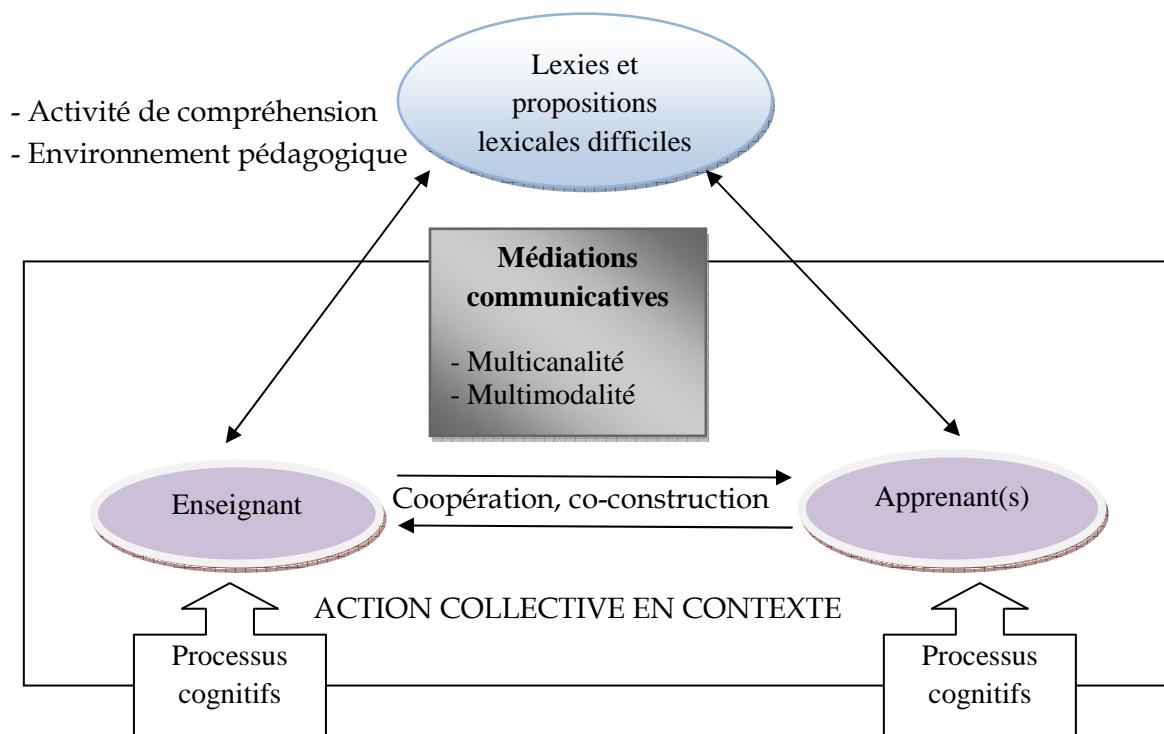 Lexies et
propositions
lexicales difficiles
- Activité de compréhension
- Environnement pédagogique
Médiations
communicatives
- Multicanalité
- Multimodalité
Enseignant
Coopération, co-construction
Apprenant(s)
ACTION COLLECTIVE EN CONTEXTE
Processus
cognitifs
Processus
cognitifs